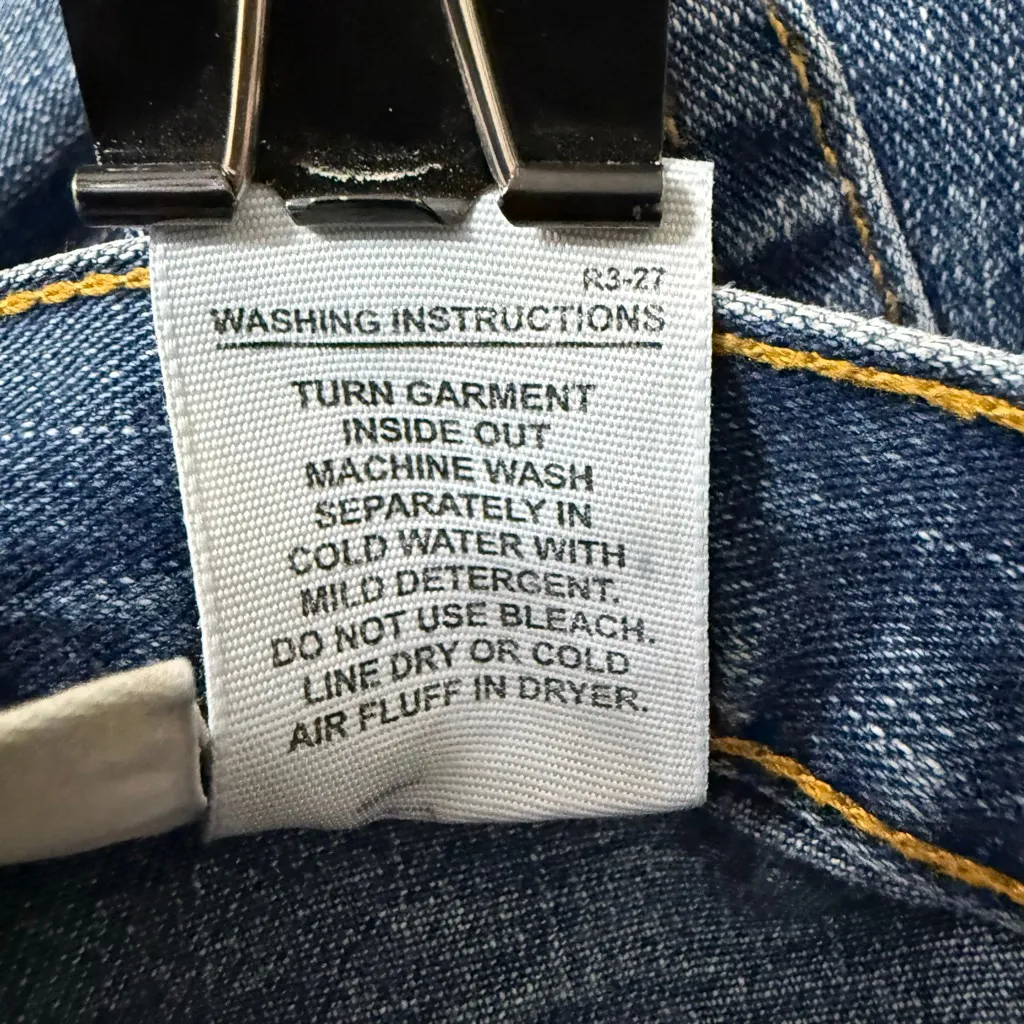 R3-27
WASHING INSTRUCTIONS
TURN GARMENT
INSIDE OUT
MACHINE WASH
SEPARATELY IN
COLD WATER WITH
MILD DETERGENT.
DO NOT USE BLEACH.
LINE DRY OR COLD
AIR FLUFF IN DRYER.